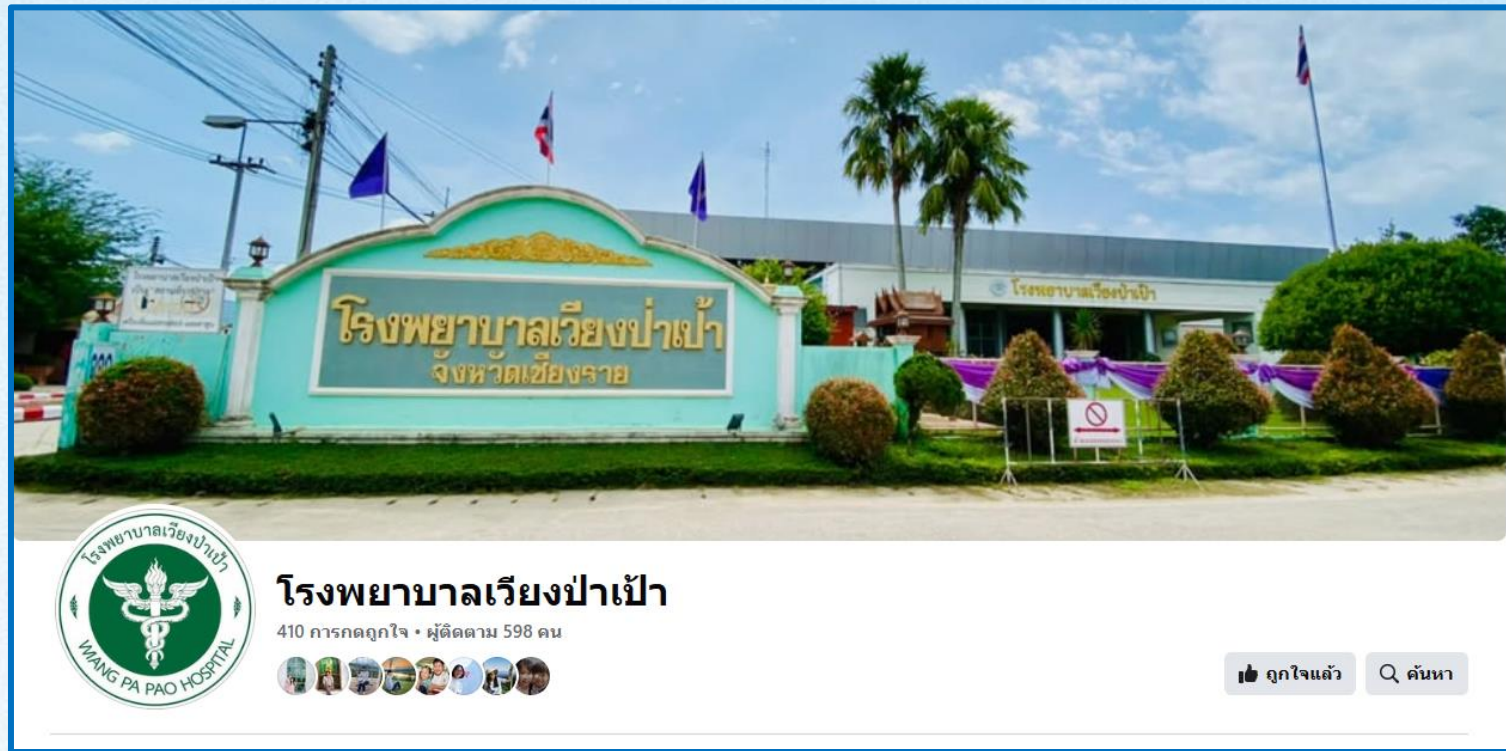 โรงพยาบาลเวียงป่าเป้า
จังหวัดเชียงราย
โรงพยาบาลเวียงป่าเป้า
โรงพยาบาลเวียงป่าเป้า
WIANG PA PAO HOSPITAL
โรงพยาบาลเวียงป่าเป้า
410 การกดถูกใจ • ผู้ติดตาม 598 คน
ถูกใจแล้ว
ค้นหา